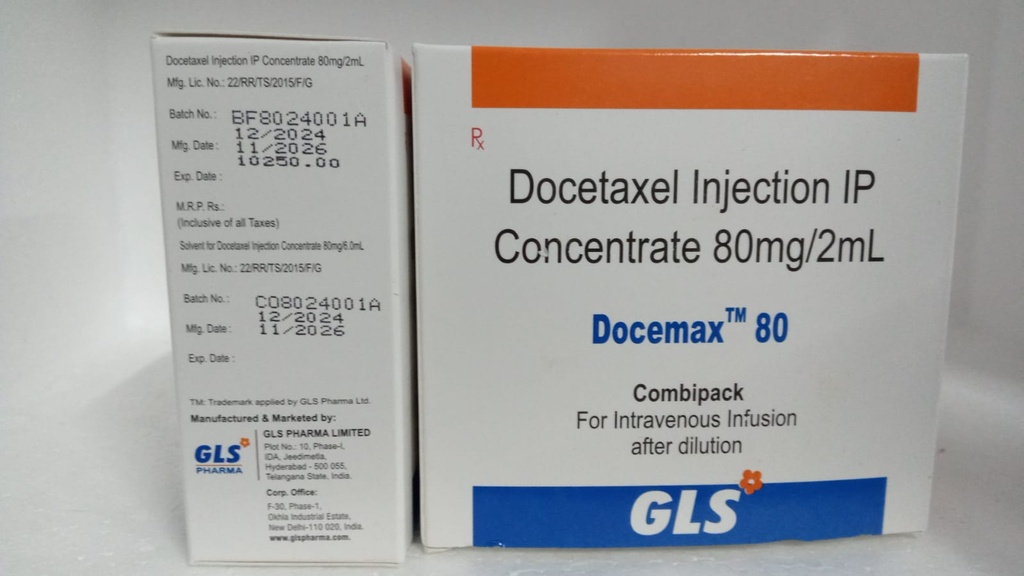 Docetaxel Injection IP Concentrate 80mg/2mL
Mfg. Lic. No.: 22/RR/TS/2015/F/G
Batch No.: BF8024001A
12/2024
Mfg. Date : 11/2026
10250.00
Exp. Date :
M.R.P. Rs.:
(Inclusive of all Taxes)
Solvent for Docetaxel Injection Concentrate 80mg/6.0mL
Mfg. Lic. No.: 22/RR/TS/2015/F/G
Batch No.: CO8024001A
12/2024
Mfg. Date : 11/2026
Exp. Date :
TM: Trademark applied by GLS Pharma Ltd.
Manufactured & Marketed by:
GLS
PHARMA
GLS PHARMA LIMITED
Plot No.: 10, Phase-I,
IDA, Jeedimetla,
Hyderabad - 500 055,
Telangana State, India.
Corp. Office:
F-30, Phase-1,
Okhla Industrial Estate,
New Delhi-110 020, India.
www.glspharma.com.
Rx
Docetaxel Injection IP
Concentrate 80mg/2mL
Docemax™ 80
Combipack
For Intravenous Infusion
after dilution
GLS